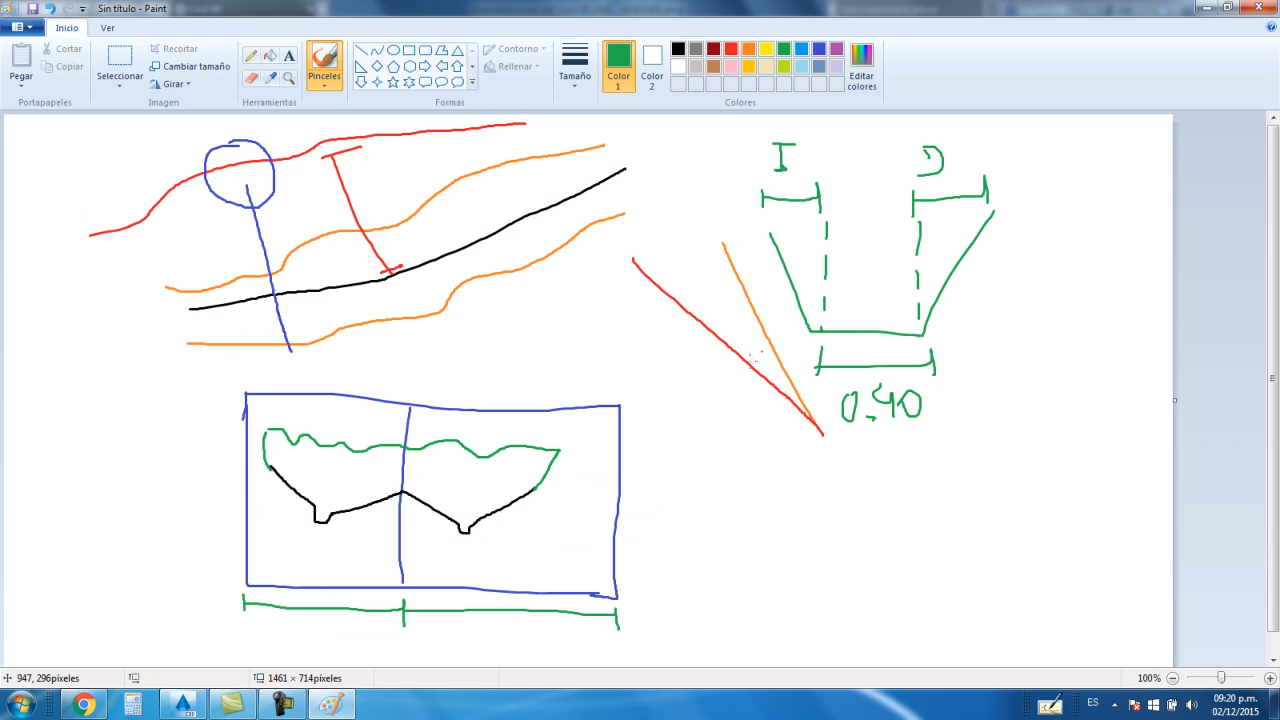 Sin título - Paint
Inicio
Ver
Pegar
Cortar
Copiar
Portapapeles
Seleccionar
Recortar
Cambiar tamaño
Girar
Imagen
Herramientas
Pinceles
Contorno
Rellenar
Formas
Tamaño
Color
1
Color
2
Editar
colores
Colores
I
D
0.40
947, 296píxeles
1461 × 714píxeles
100%
ES
09:20 p.m.
02/12/2015